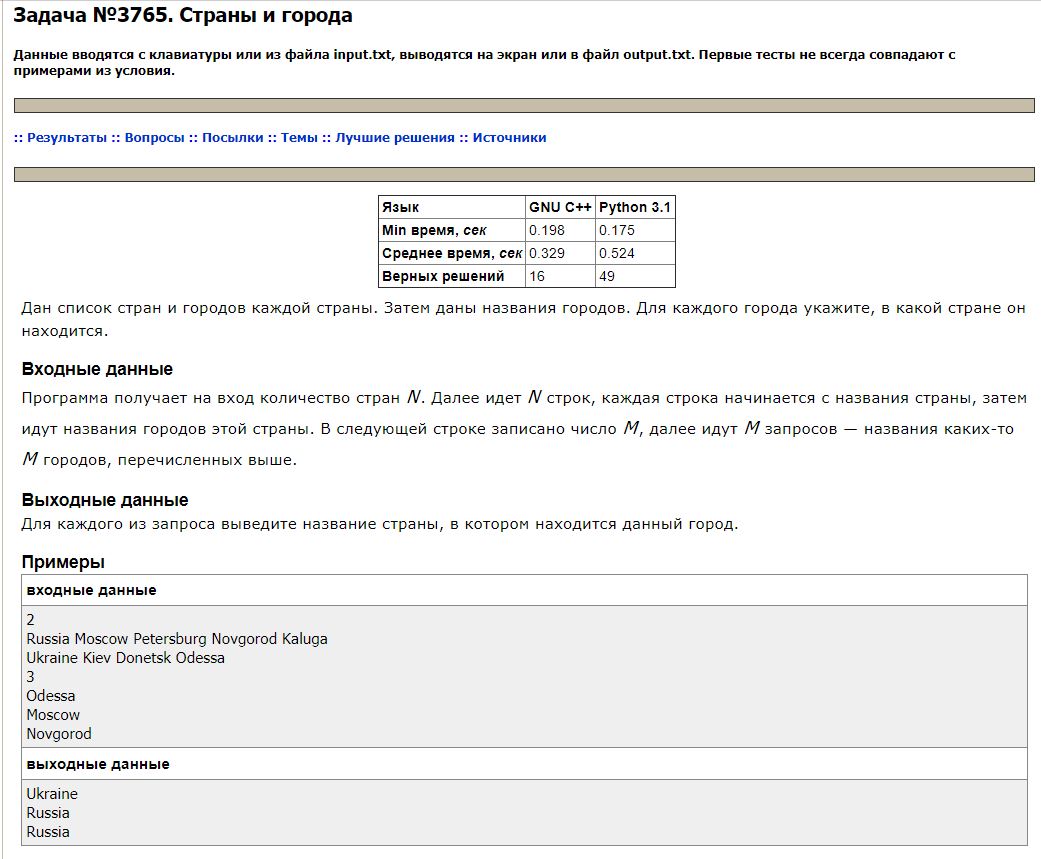 Задача №3765. Страны и города
Данные вводятся с клавиатуры или из файла input.txt, выводятся на экран или в файл output.txt. Первые тесты не всегда совпадают с
примерами из условия.
:: Результаты :: Вопросы :: Посылки :: Темы :: Лучшие решения :: Источники
Язык GNU C++ Python 3.1
Min время, сек 0.198 0.175
Среднее время, сек 0.329 0.524
Верных решений 16 49
Дан список стран и городов каждой страны. Затем даны названия городов. Для каждого города укажите, в какой стране он
находится.
Входные данные
Программа получает на вход количество стран N. Далее идет N строк, каждая строка начинается с названия страны, затем
идут названия городов этой страны. В следующей строке записано число M, далее идут M запросов — названия каких-то
M городов, перечисленных выше.
Выходные данные
Для каждого из запроса выведите название страны, в котором находится данный город.
Примеры
входные данные
2
Russia Moscow Petersburg Novgorod Kaluga
Ukraine Kiev Donetsk Odessa
3
Odessa
Moscow
Novgorod
выходные данные
Ukraine
Russia
Russia